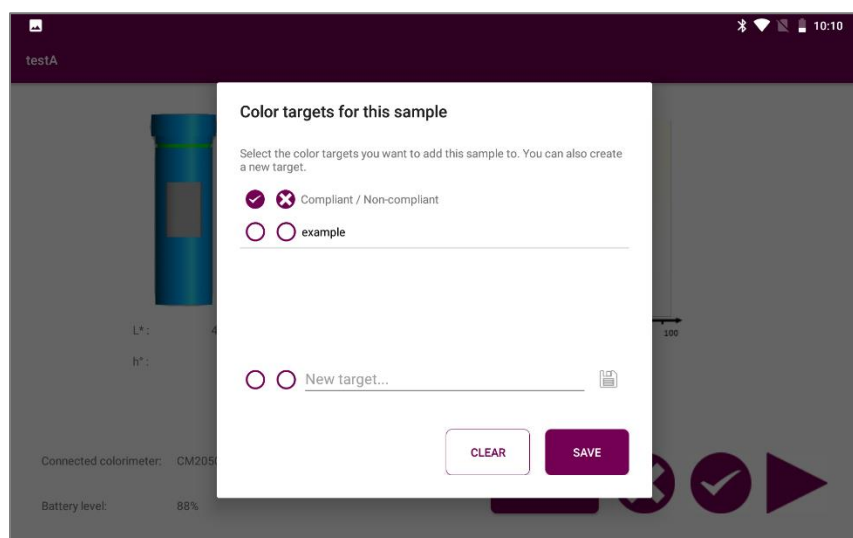 10:10
testA
Color targets for this sample
Select the color targets you want to add this sample to. You can also create
a new target.
Compliant / Non-compliant
example
L* :
4
100
h° :
New target...
CLEAR
SAVE
Connected colorimeter: CM205
Battery level: 88%